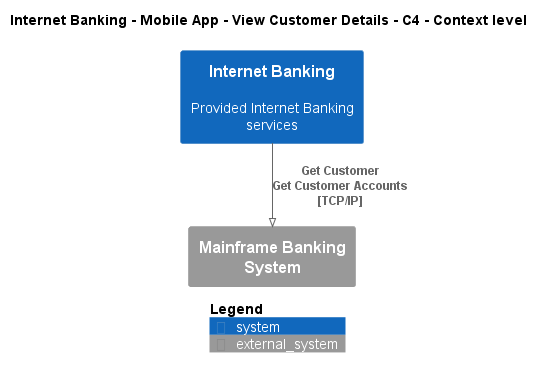 Internet Banking - Mobile App - View Customer Details - C4 - Context level
Internet Banking
Provided Internet Banking
services
Get Customer
Get Customer Accounts
[TCP/IP]
Mainframe Banking
System
Legend
system
external_system